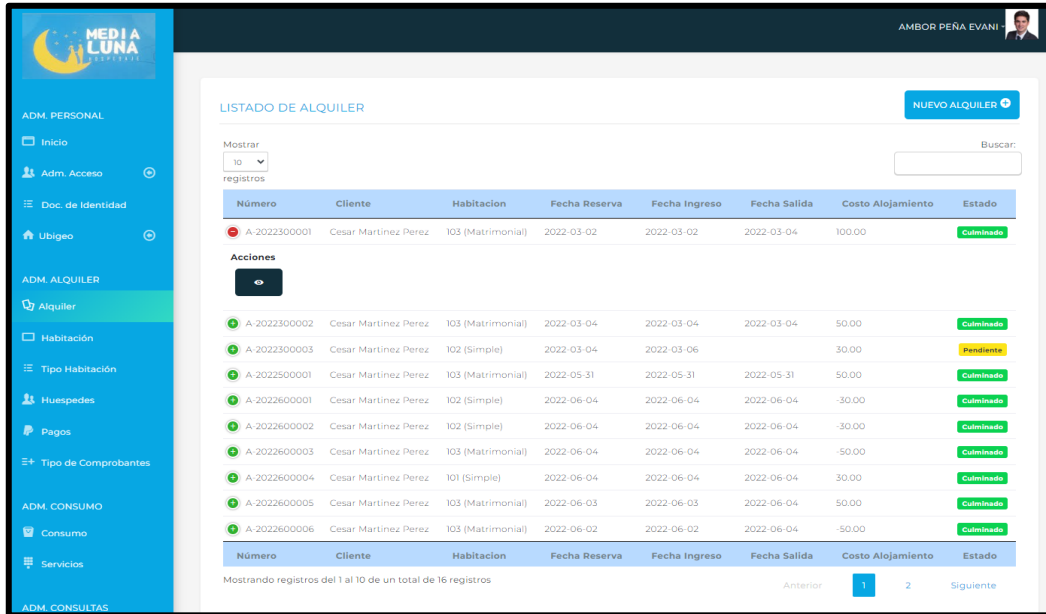 MEDIA
LUNA
HOSPEDAJE
AMBOR PEÑA EVANI
ADM. PERSONAL
Inicio
Adm. Acceso
Doc. de Identidad
Ubigeo
ADM. ALQUILER
Alquiler
Habitación
Tipo Habitación
Huespedes
Pagos
Tipo de Comprobantes
ADM. CONSUMO
Consumo
Servicios
ADM. CONSULTAS
LISTADO DE ALQUILER
NUEVO ALQUILER
Mostrar
10
registros
Buscar:
Número Cliente Habitacion Fecha Reserva Fecha Ingreso Fecha Salida Costo Alojamiento Estado
A-2022300001 Cesar Martinez Perez 103 (Matrimonial) 2022-03-02 2022-03-02 2022-03-04 100.00 Culminado
Acciones
A-2022300002 Cesar Martinez Perez 103 (Matrimonial) 2022-03-04 2022-03-04 2022-03-04 50.00 Culminado
A-2022300003 Cesar Martinez Perez 102 (Simple) 2022-03-04 2022-03-06 30.00 Pendiente
A-2022500001 Cesar Martinez Perez 103 (Matrimonial) 2022-05-31 2022-05-31 2022-05-31 50.00 Culminado
A-2022600001 Cesar Martinez Perez 102 (Simple) 2022-06-04 2022-06-04 2022-06-04 -30.00 Culminado
A-2022600002 Cesar Martinez Perez 102 (Simple) 2022-06-04 2022-06-04 2022-06-04 -30.00 Culminado
A-2022600003 Cesar Martinez Perez 103 (Matrimonial) 2022-06-04 2022-06-04 2022-06-04 -50.00 Culminado
A-2022600004 Cesar Martinez Perez 101 (Simple) 2022-06-04 2022-06-04 2022-06-04 30.00 Culminado
A-2022600005 Cesar Martinez Perez 103 (Matrimonial) 2022-06-03 2022-06-03 2022-06-04 50.00 Culminado
A-2022600006 Cesar Martinez Perez 103 (Matrimonial) 2022-06-02 2022-06-02 2022-06-04 -50.00 Culminado
Número Cliente Habitacion Fecha Reserva Fecha Ingreso Fecha Salida Costo Alojamiento Estado
Mostrando registros del 1 al 10 de un total de 16 registros
Anterior 1 2 Siguiente